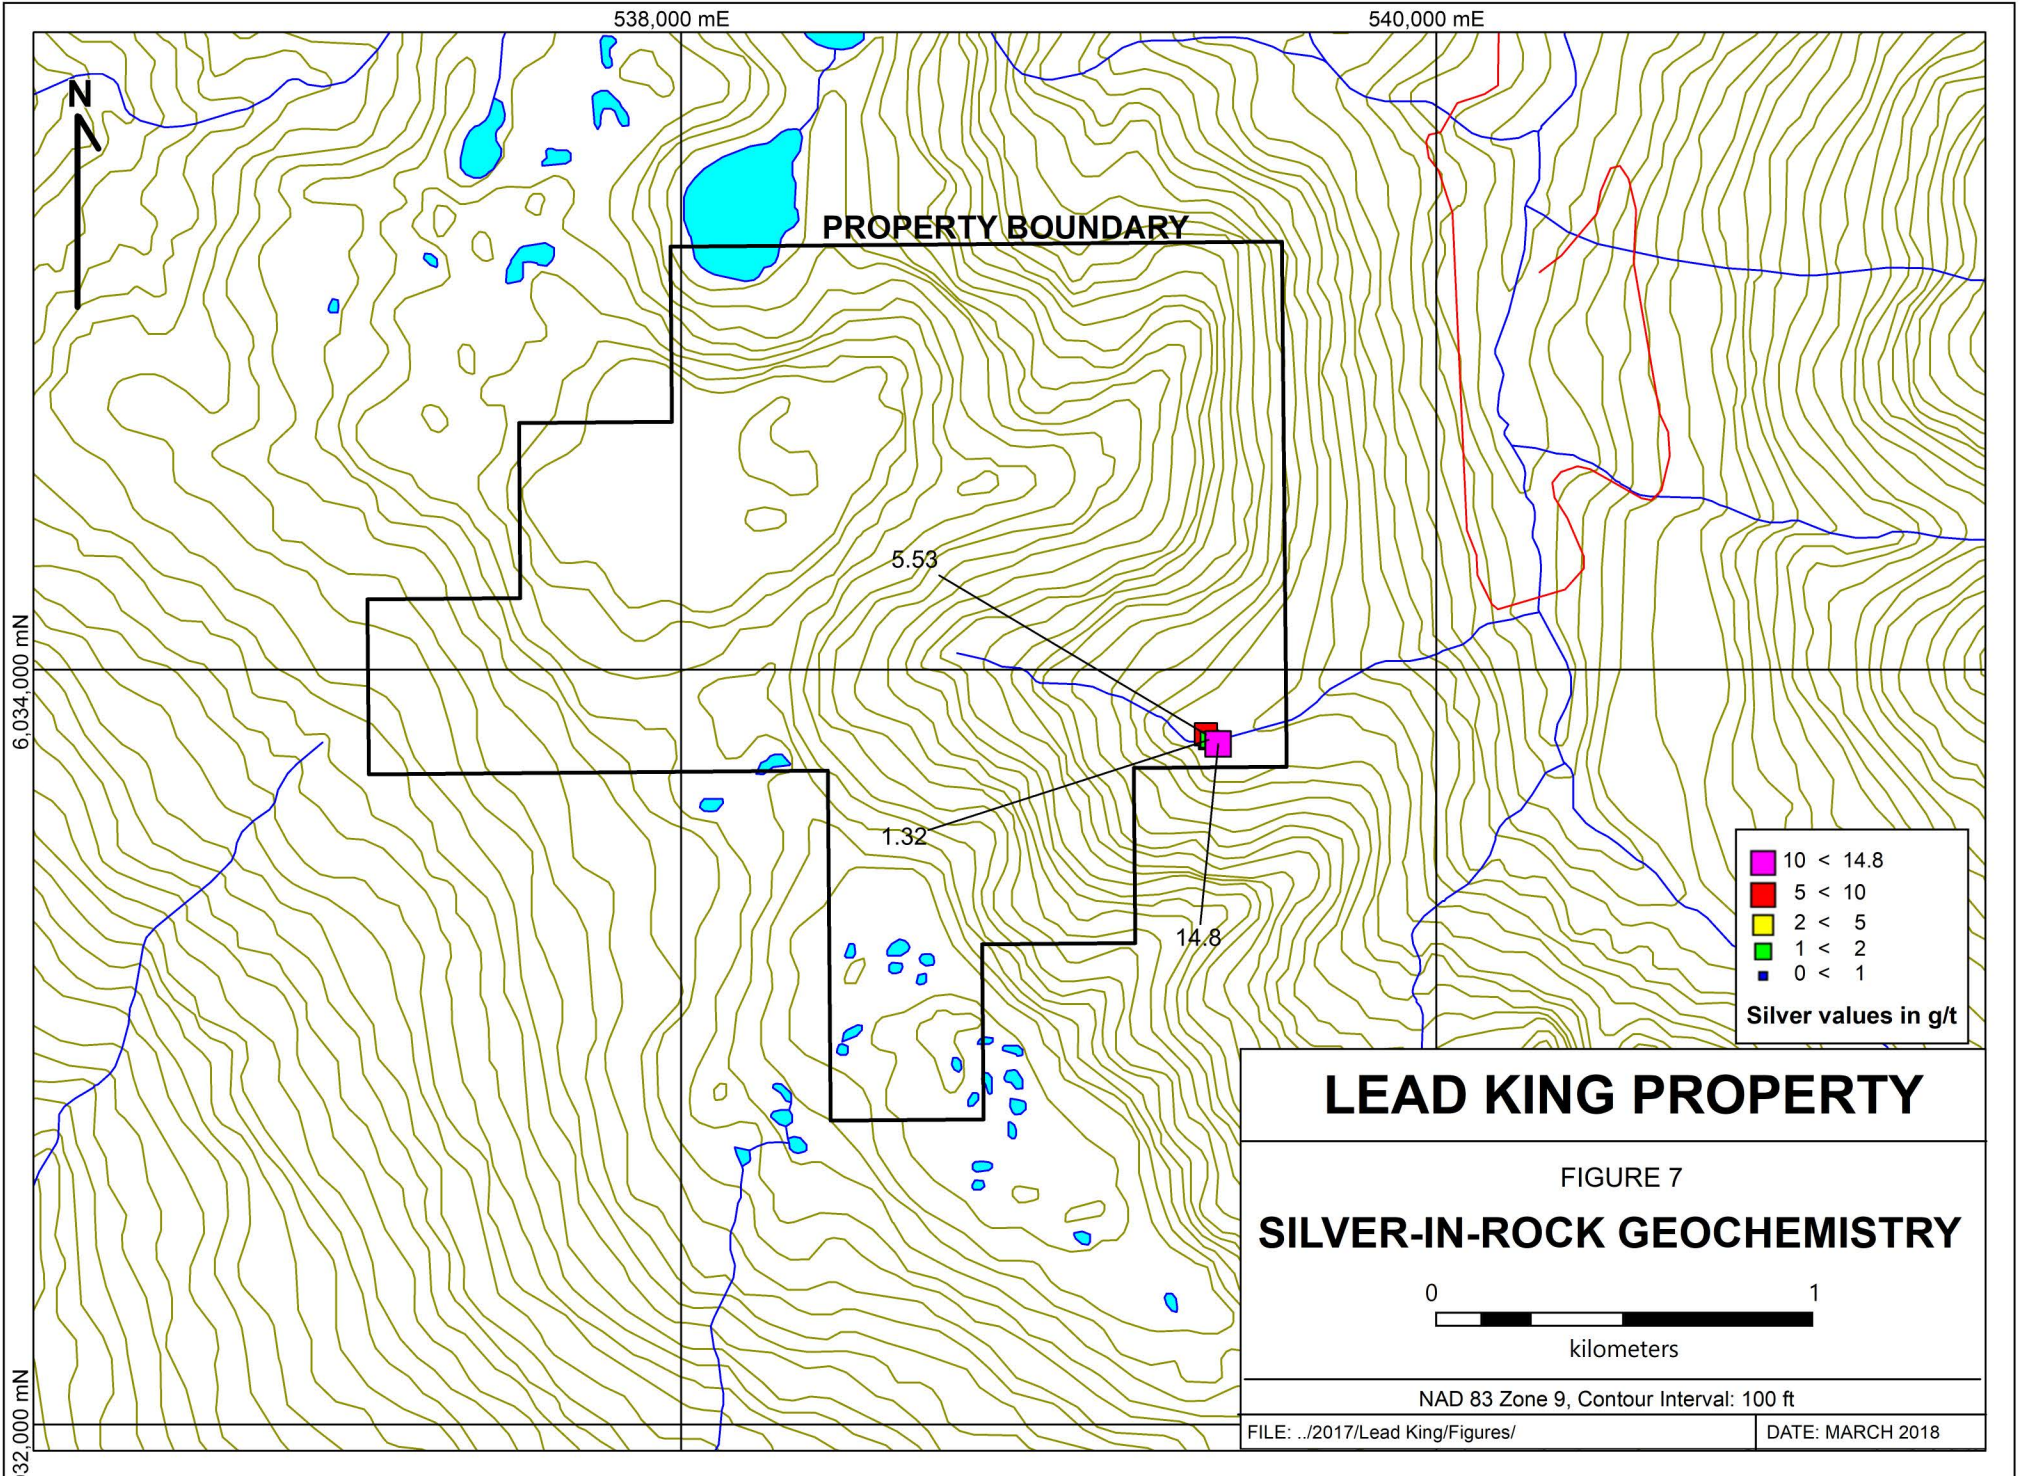 538,000 mE
540,000 mE
N
PROPERTY BOUNDARY
5.53
6,034,000 mN
1.32
14.8
10 < 14.8
5 < 10
2 < 5
1 < 2
0 < 1
Silver values in g/t
LEAD KING PROPERTY
FIGURE 7
SILVER-IN-ROCK GEOCHEMISTRY
0 1
kilometers
NAD 83 Zone 9, Contour Interval: 100 ft
FILE: ../2017/Lead King/Figures/
DATE: MARCH 2018
032,000 mN